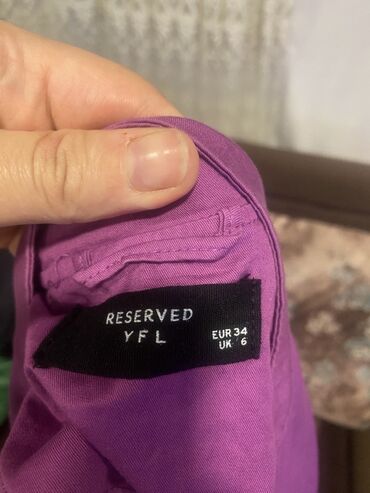 RESERVED
YFL
EUR 34
UK 6